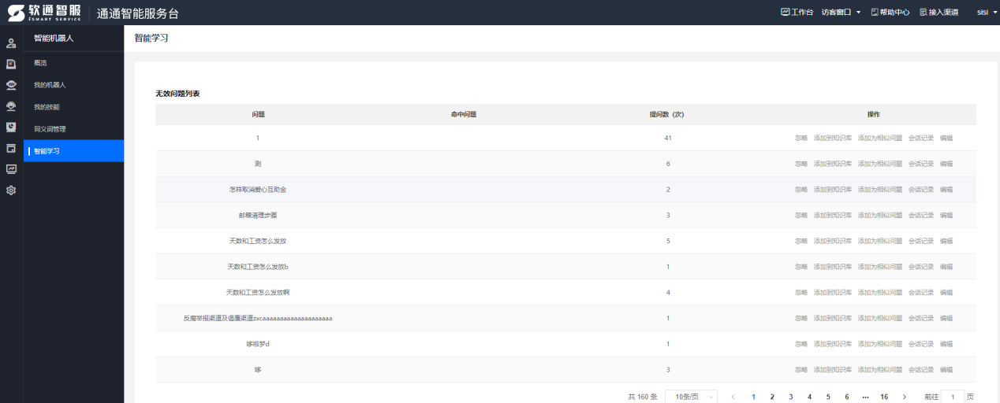 软通智服 通通智能服务台 工作台 访客窗口 帮助中心 接入渠道 sisi
ISMART SERVICE
智能机器人
智能学习
概览
我的机器人
我的技能
同义词管理
智能学习
无效问题列表
问题 命中问题 提问数（次） 操作
1 41 忽略 添加到知识库 添加为相似问题 会话记录 编辑
测 6 忽略 添加到知识库 添加为相似问题 会话记录 编辑
怎样取消爱心互助金 2 忽略 添加到知识库 添加为相似问题 会话记录 编辑
邮箱清理步骤 3 忽略 添加到知识库 添加为相似问题 会话记录 编辑
天数和工资怎么发放 5 忽略 添加到知识库 添加为相似问题 会话记录 编辑
天数和工资怎么发放b 1 忽略 添加到知识库 添加为相似问题 会话记录 编辑
天数和工资怎么发放啊 4 忽略 添加到知识库 添加为相似问题 会话记录 编辑
反腐举报渠道及倡廉渠道zxcaaaaaaaaaaaaaaaaaaaa 1 忽略 添加到知识库 添加为相似问题 会话记录 编辑
哆啦梦d 1 忽略 添加到知识库 添加为相似问题 会话记录 编辑
哆 3 忽略 添加到知识库 添加为相似问题 会话记录 编辑
共 160 条 10条/页 1 2 3 4 5 6 ··· 16 前往 1 页